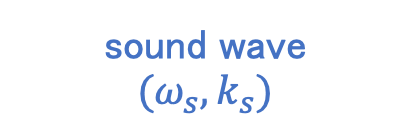 sound wave
(ωₛ, kₛ)